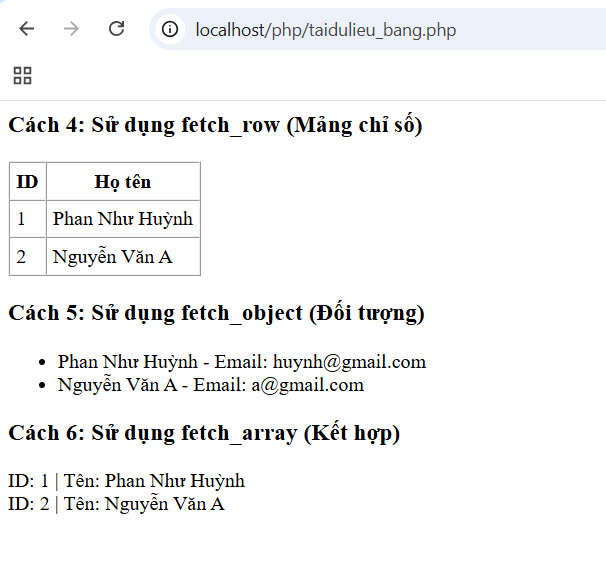 localhost/php/taidulieu_bang.php
Cách 4: Sử dụng fetch_row (Mảng chỉ số)
ID Họ tên
1 Phan Như Huỳnh
2 Nguyễn Văn A
Cách 5: Sử dụng fetch_object (Đối tượng)
• Phan Như Huỳnh - Email: huynh@gmail.com
• Nguyễn Văn A - Email: a@gmail.com
Cách 6: Sử dụng fetch_array (Kết hợp)
ID: 1 | Tên: Phan Như Huỳnh
ID: 2 | Tên: Nguyễn Văn A